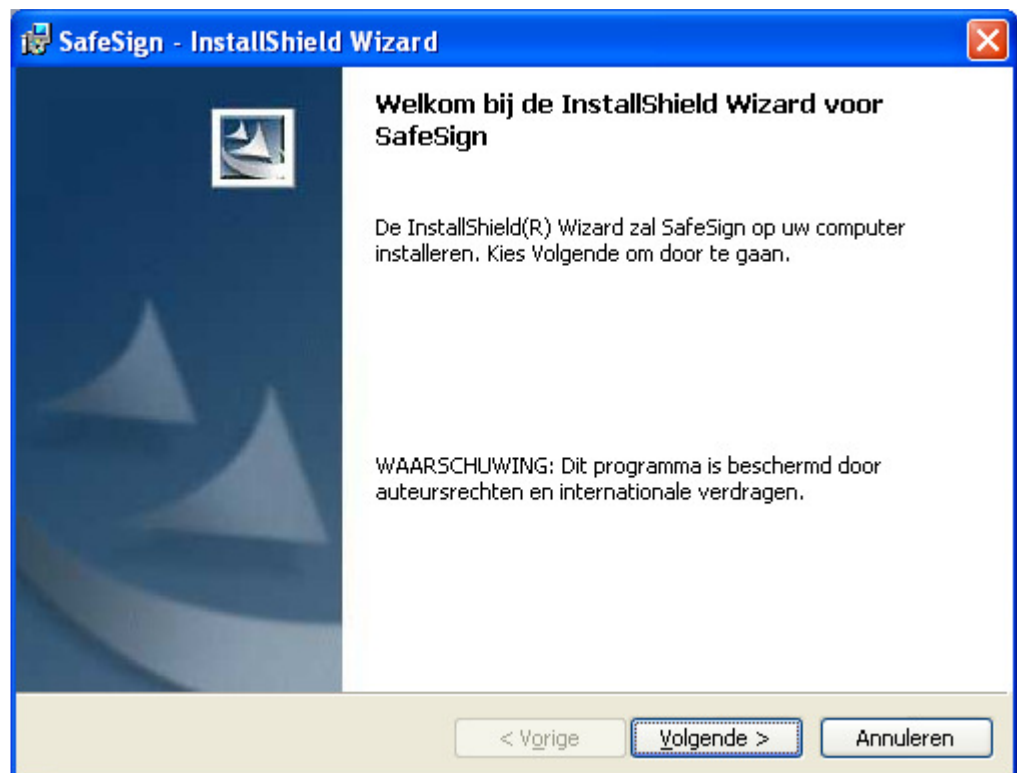 SafeSign - InstallShield Wizard
Welkom bij de InstallShield Wizard voor
SafeSign
De InstallShield(R) Wizard zal SafeSign op uw computer
installeren. Kies Volgende om door te gaan.
WAARSCHUWING: Dit programma is beschermd door
auteursrechten en internationale verdragen.
< Vorige Volgende > Annuleren